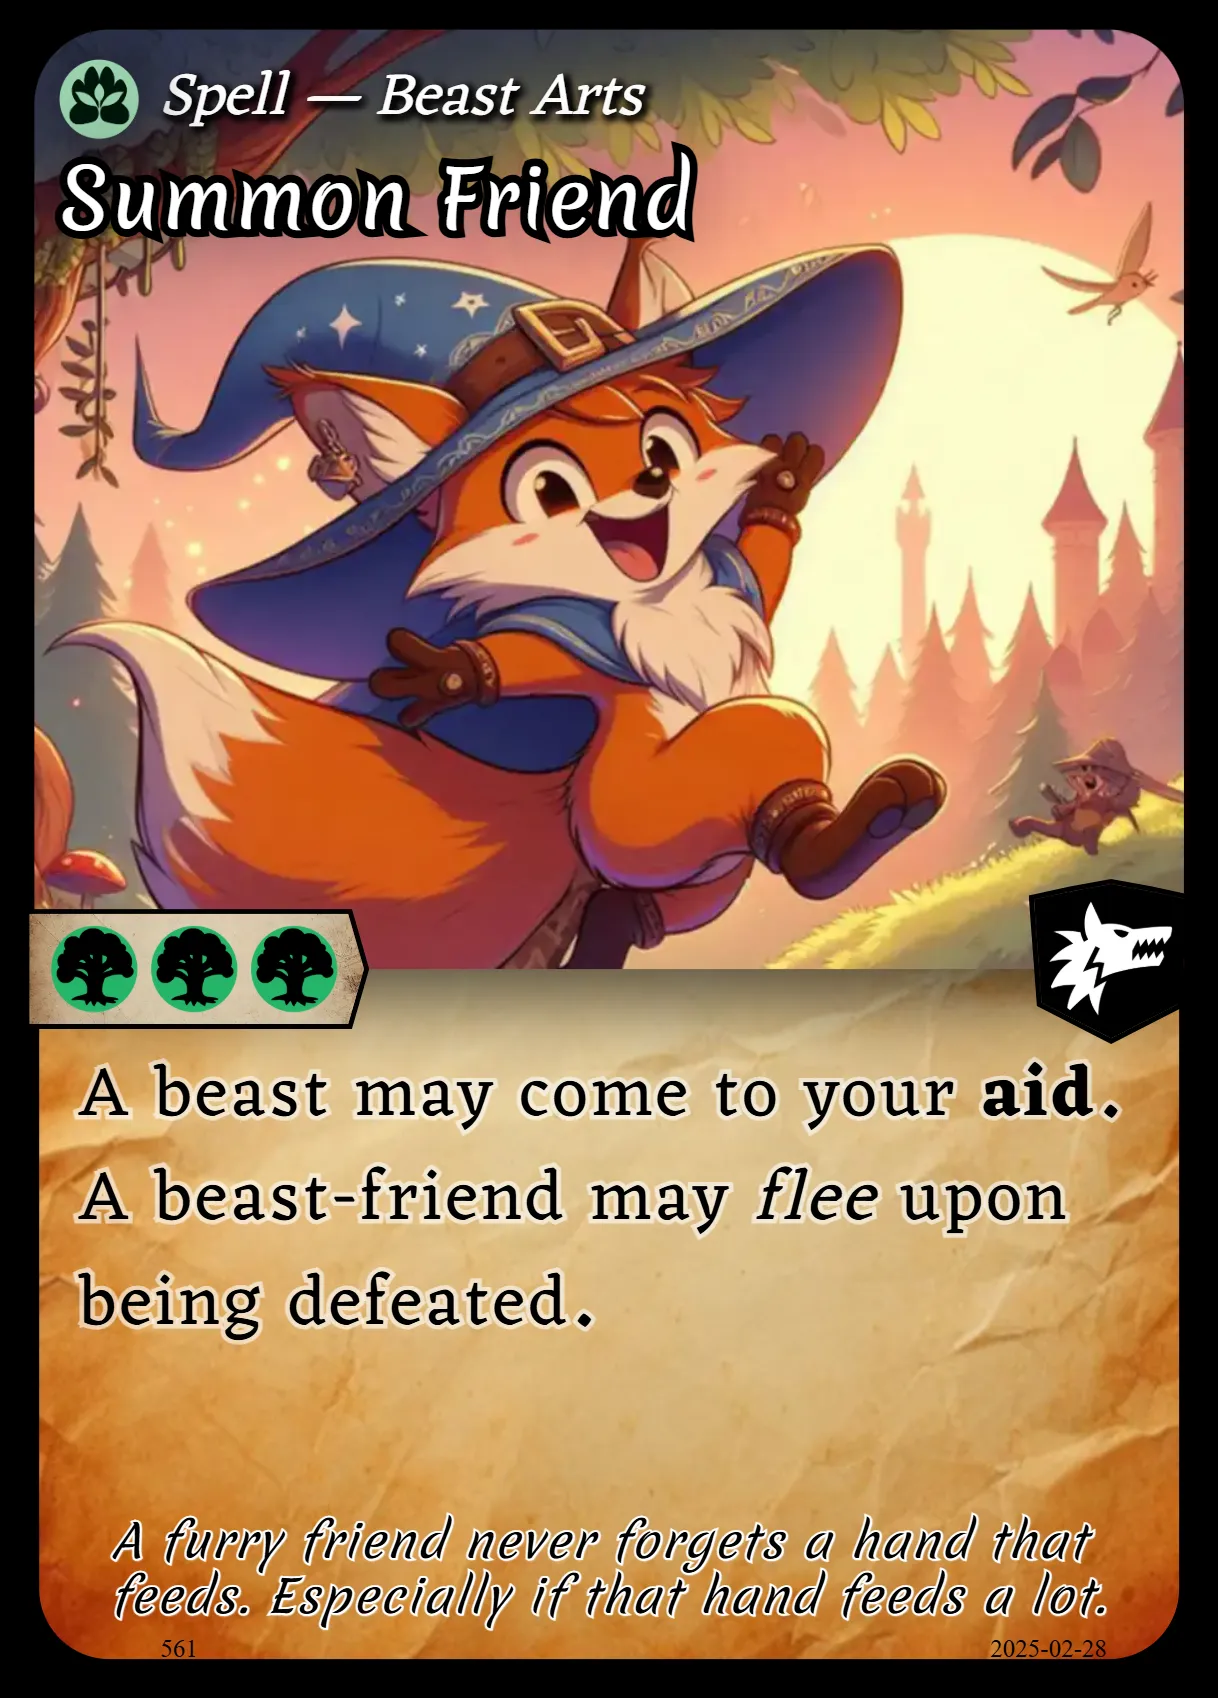 Spell — Beast Arts
Summon Friend
A beast may come to your aid.
A beast-friend may flee upon
being defeated.
A furry friend never forgets a hand that
feeds. Especially if that hand feeds a lot.
561
2025-02-28